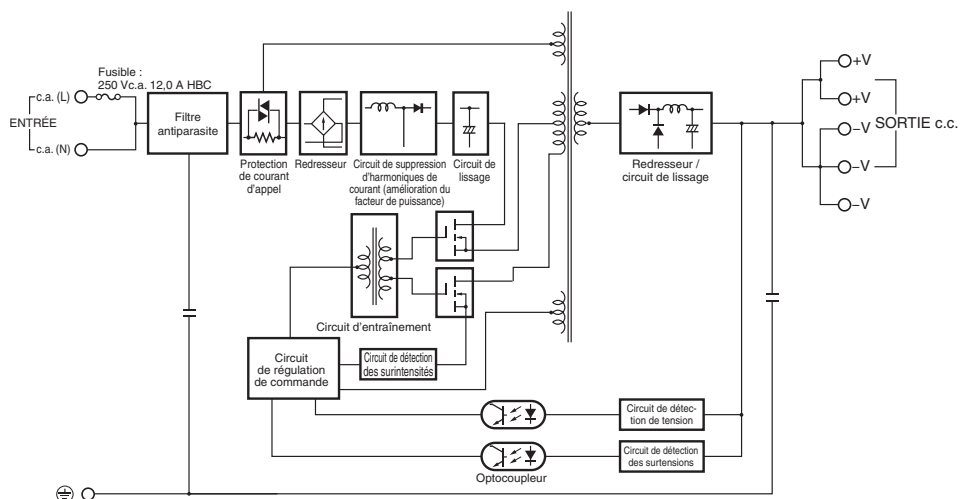 Fusible :
250 Vc.a. 12,0 A HBC
c.a. (L)
ENTRÉE
c.a. (N)
Filtre
antiparasite
Protection
de courant
d'appel
Redresseur
Circuit de suppression
d'harmoniques de
courant (amélioration du
facteur de puissance)
Circuit de
lissage
Redresseur /
circuit de lissage
+V
+V
–V
–V
–V
SORTIE c.c.
Circuit d'entraînement
Circuit
de régulation
de commande
Circuit de détection
des surintensités
Circuit de détec-
tion de tension
Circuit de détection
des surtensions
Optocoupleur